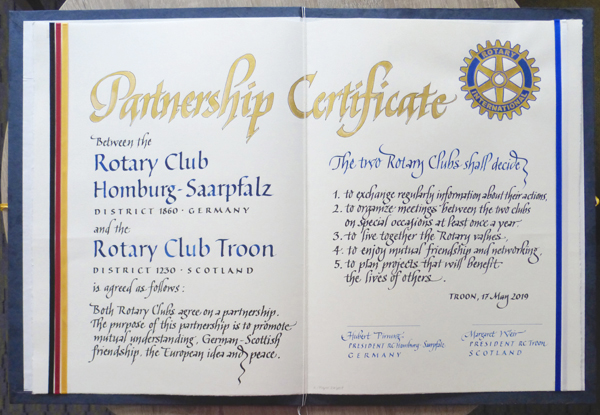 Partnership Certificate
ROTARY
INTERNATIONAL
Between the
Rotary Club
Homburg-Saarpfalz
DISTRICT 1860 · GERMANY
and the
Rotary Club Troon
DISTRICT 1230 · SCOTLAND
is agreed as follows:
Both Rotary Clubs agree on a partnership.
The purpose of this partnership is to promote
mutual understanding, German-Scottish
friendship, the European idea and peace.
The two Rotary Clubs shall decide
1. to exchange regularly information about their actions,
2. to organize meetings between the two clubs
on special occasions at least once a year,
3. to live together the Rotary values,
4. to enjoy mutual friendship and networking,
5. to plan projects that will benefit
the lives of others.
TROON, 17 May 2019
Hubert
PRESIDENT RC Homburg-Saarpfalz
GERMANY
Margaret Weir
PRESIDENT RC TROON
SCOTLAND